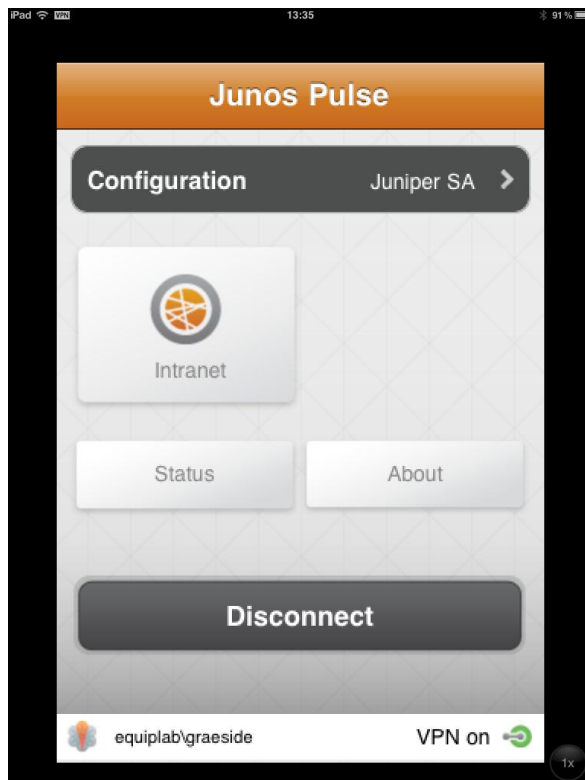 iPad VPN 13:35 91 %
Junos Pulse
Configuration Juniper SA
Intranet
Status About
Disconnect
equiplab\graeside VPN on
1x